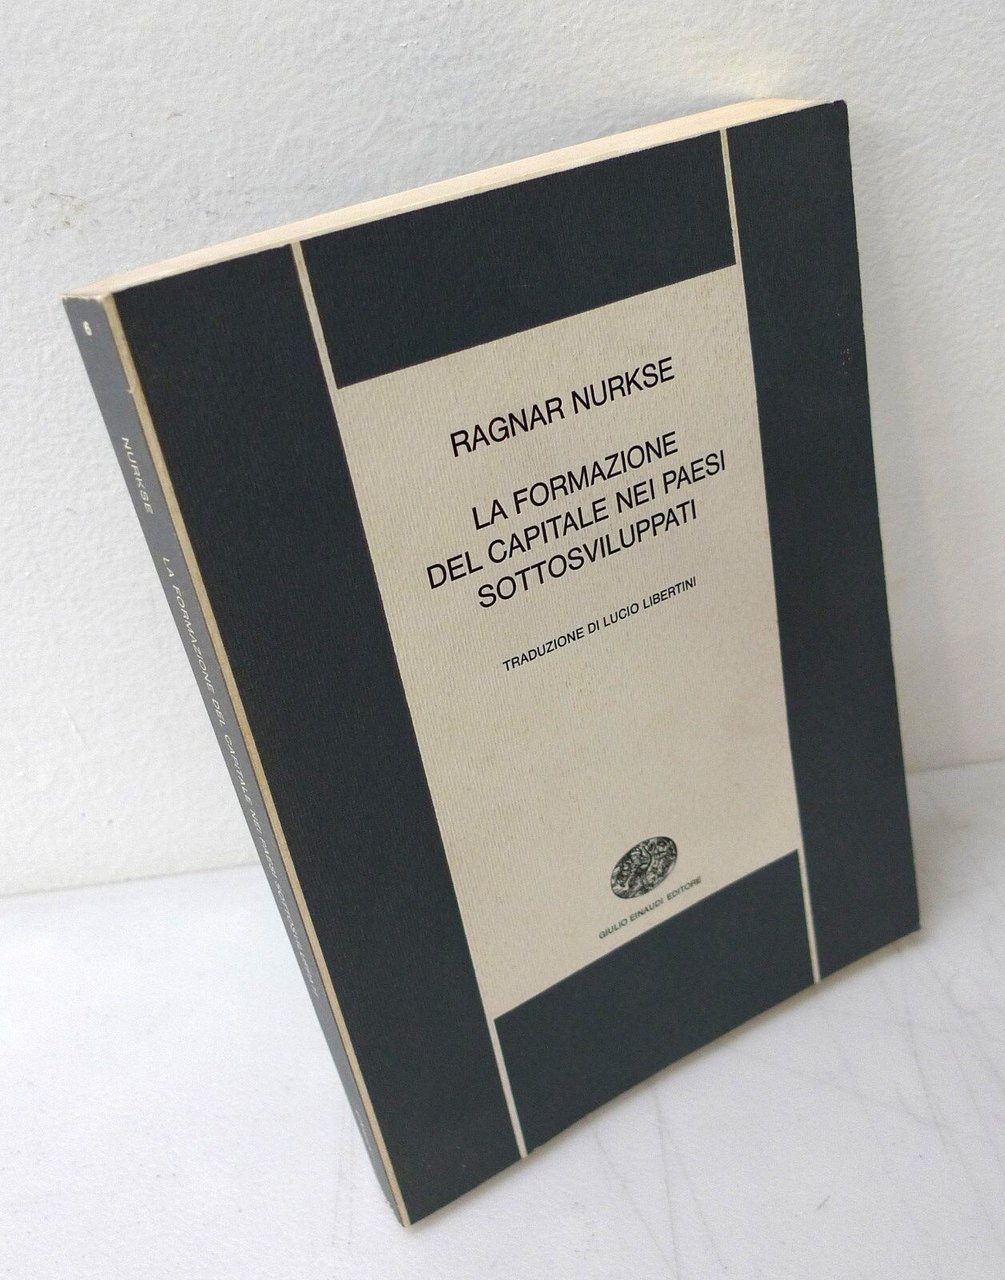 RAGNAR NURKSE
LA FORMAZIONE
DEL CAPITALE NEI PAESI
SOTTOSVILUPPATI
TRADUZIONE DI LUCIO LIBERTINI
GIULIO EINAUDI EDITORE
6
NURKSE LA FORMAZIONE DEL CAPITALE NEI PAESI SOTTOSVILUPPATI